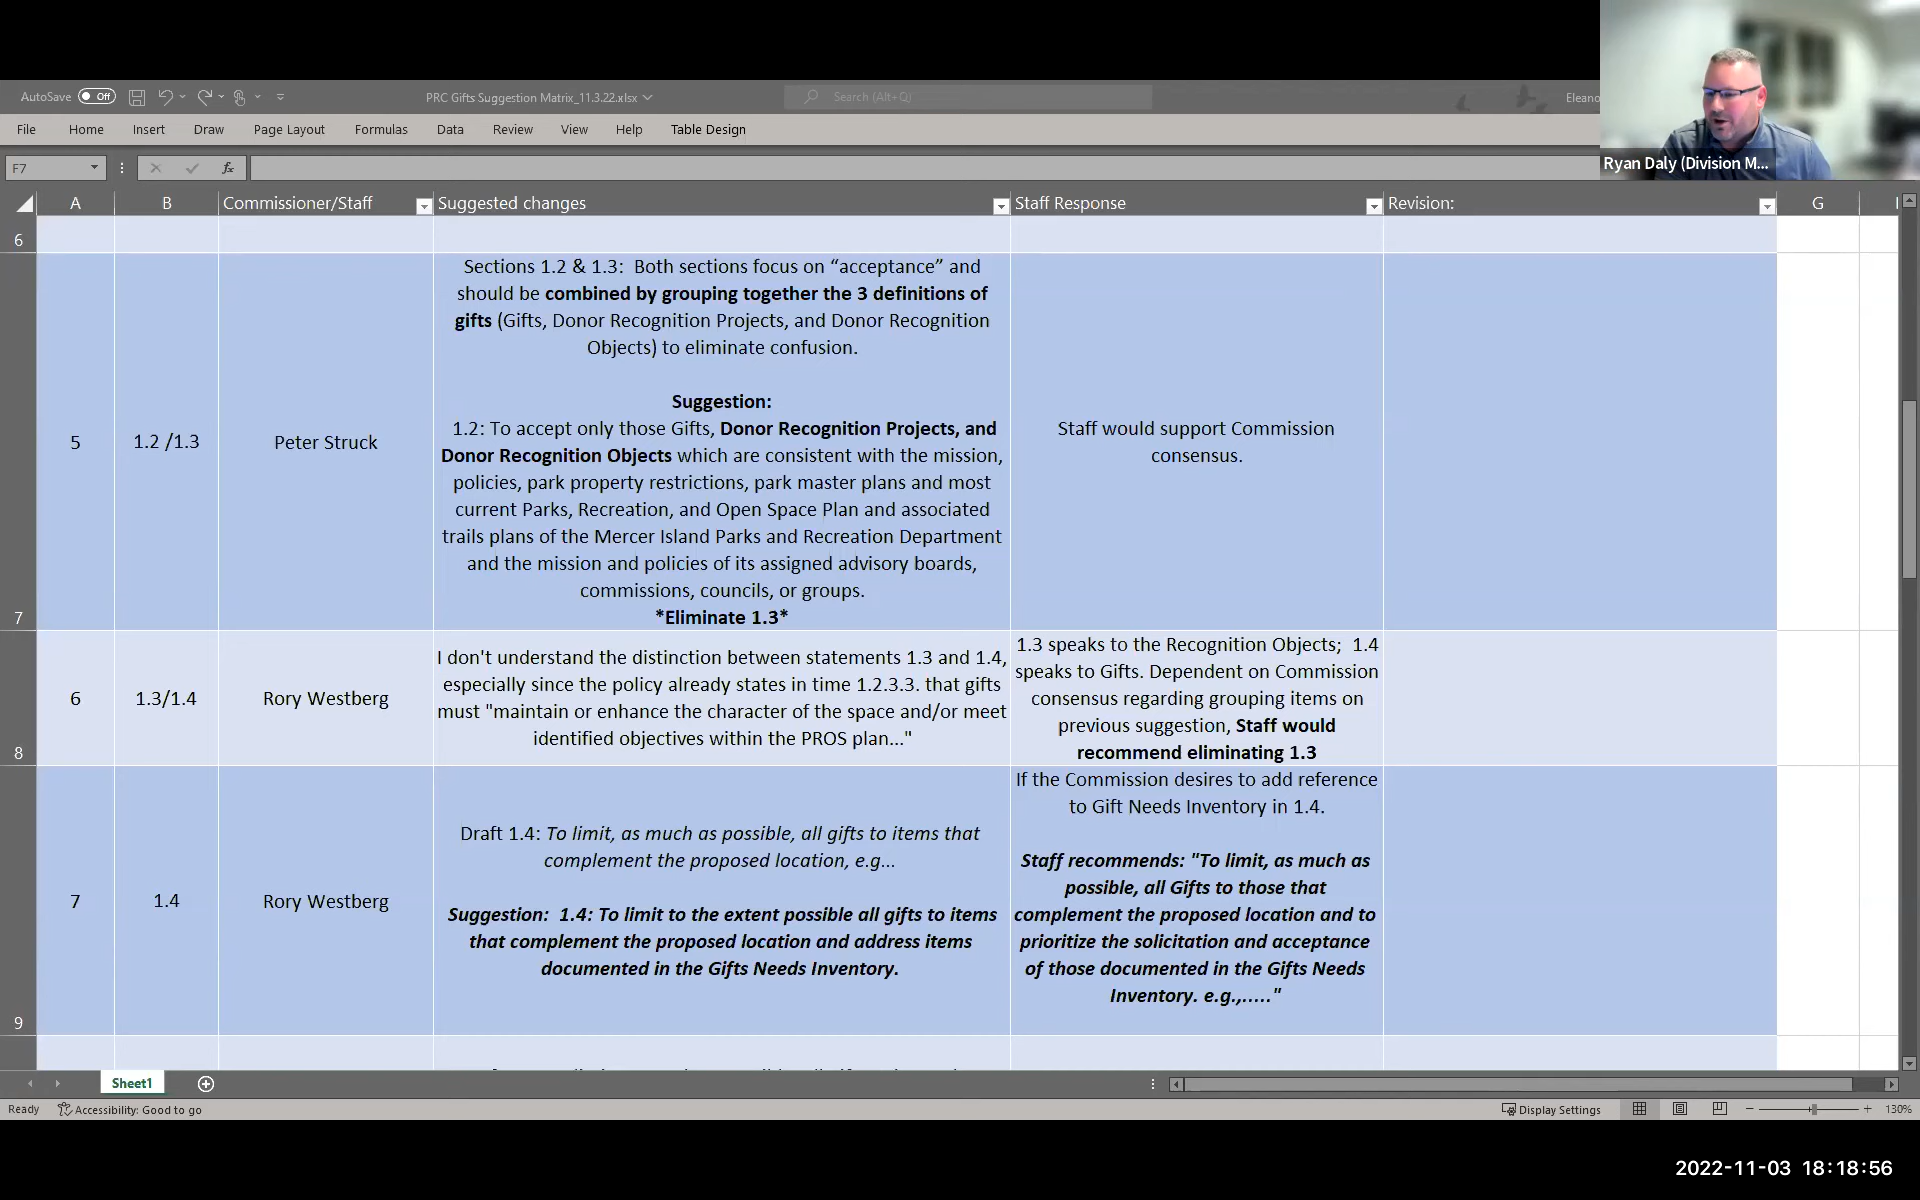 AutoSave Off
PRC Gifts Suggestion Matrix_11.3.22.xlsx
Search (Alt+Q)
Eleano
File Home Insert Draw Page Layout Formulas Data Review View Help Table Design
Ryan Daly (Division M...
F7
fx
A B Commissioner/Staff Suggested changes Staff Response Revision: G
6
Sections 1.2 & 1.3: Both sections focus on “acceptance” and
should be combined by grouping together the 3 definitions of
gifts (Gifts, Donor Recognition Projects, and Donor Recognition
Objects) to eliminate confusion.
Suggestion:
1.2: To accept only those Gifts, Donor Recognition Projects, and
Donor Recognition Objects which are consistent with the mission,
policies, park property restrictions, park master plans and most
current Parks, Recreation, and Open Space Plan and associated
trails plans of the Mercer Island Parks and Recreation Department
and the mission and policies of its assigned advisory boards,
commissions, councils, or groups.
*Eliminate 1.3*
5 1.2 /1.3 Peter Struck
Staff would support Commission
consensus.
7
I don't understand the distinction between statements 1.3 and 1.4,
especially since the policy already states in time 1.2.3.3. that gifts
must "maintain or enhance the character of the space and/or meet
identified objectives within the PROS plan..."
6 1.3/1.4 Rory Westberg
1.3 speaks to the Recognition Objects; 1.4
speaks to Gifts. Dependent on Commission
consensus regarding grouping items on
previous suggestion, Staff would
recommend eliminating 1.3
8
Draft 1.4: To limit, as much as possible, all gifts to items that
complement the proposed location, e.g...
Suggestion: 1.4: To limit to the extent possible all gifts to items
that complement the proposed location and address items
documented in the Gifts Needs Inventory.
7 1.4 Rory Westberg
If the Commission desires to add reference
to Gift Needs Inventory in 1.4.
Staff recommends: "To limit, as much as
possible, all Gifts to those that
complement the proposed location and to
prioritize the solicitation and acceptance
of those documented in the Gifts Needs
Inventory. e.g.,....."
9
Sheet1
Ready Accessibility: Good to go Display Settings 130%
2022-11-03 18:18:56